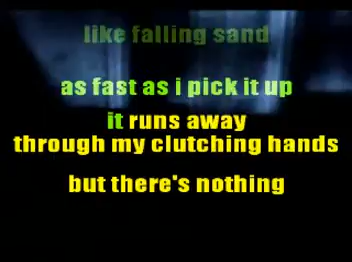 like falling sand
as fast as i pick it up
it runs away
through my clutching hands
but there's nothing